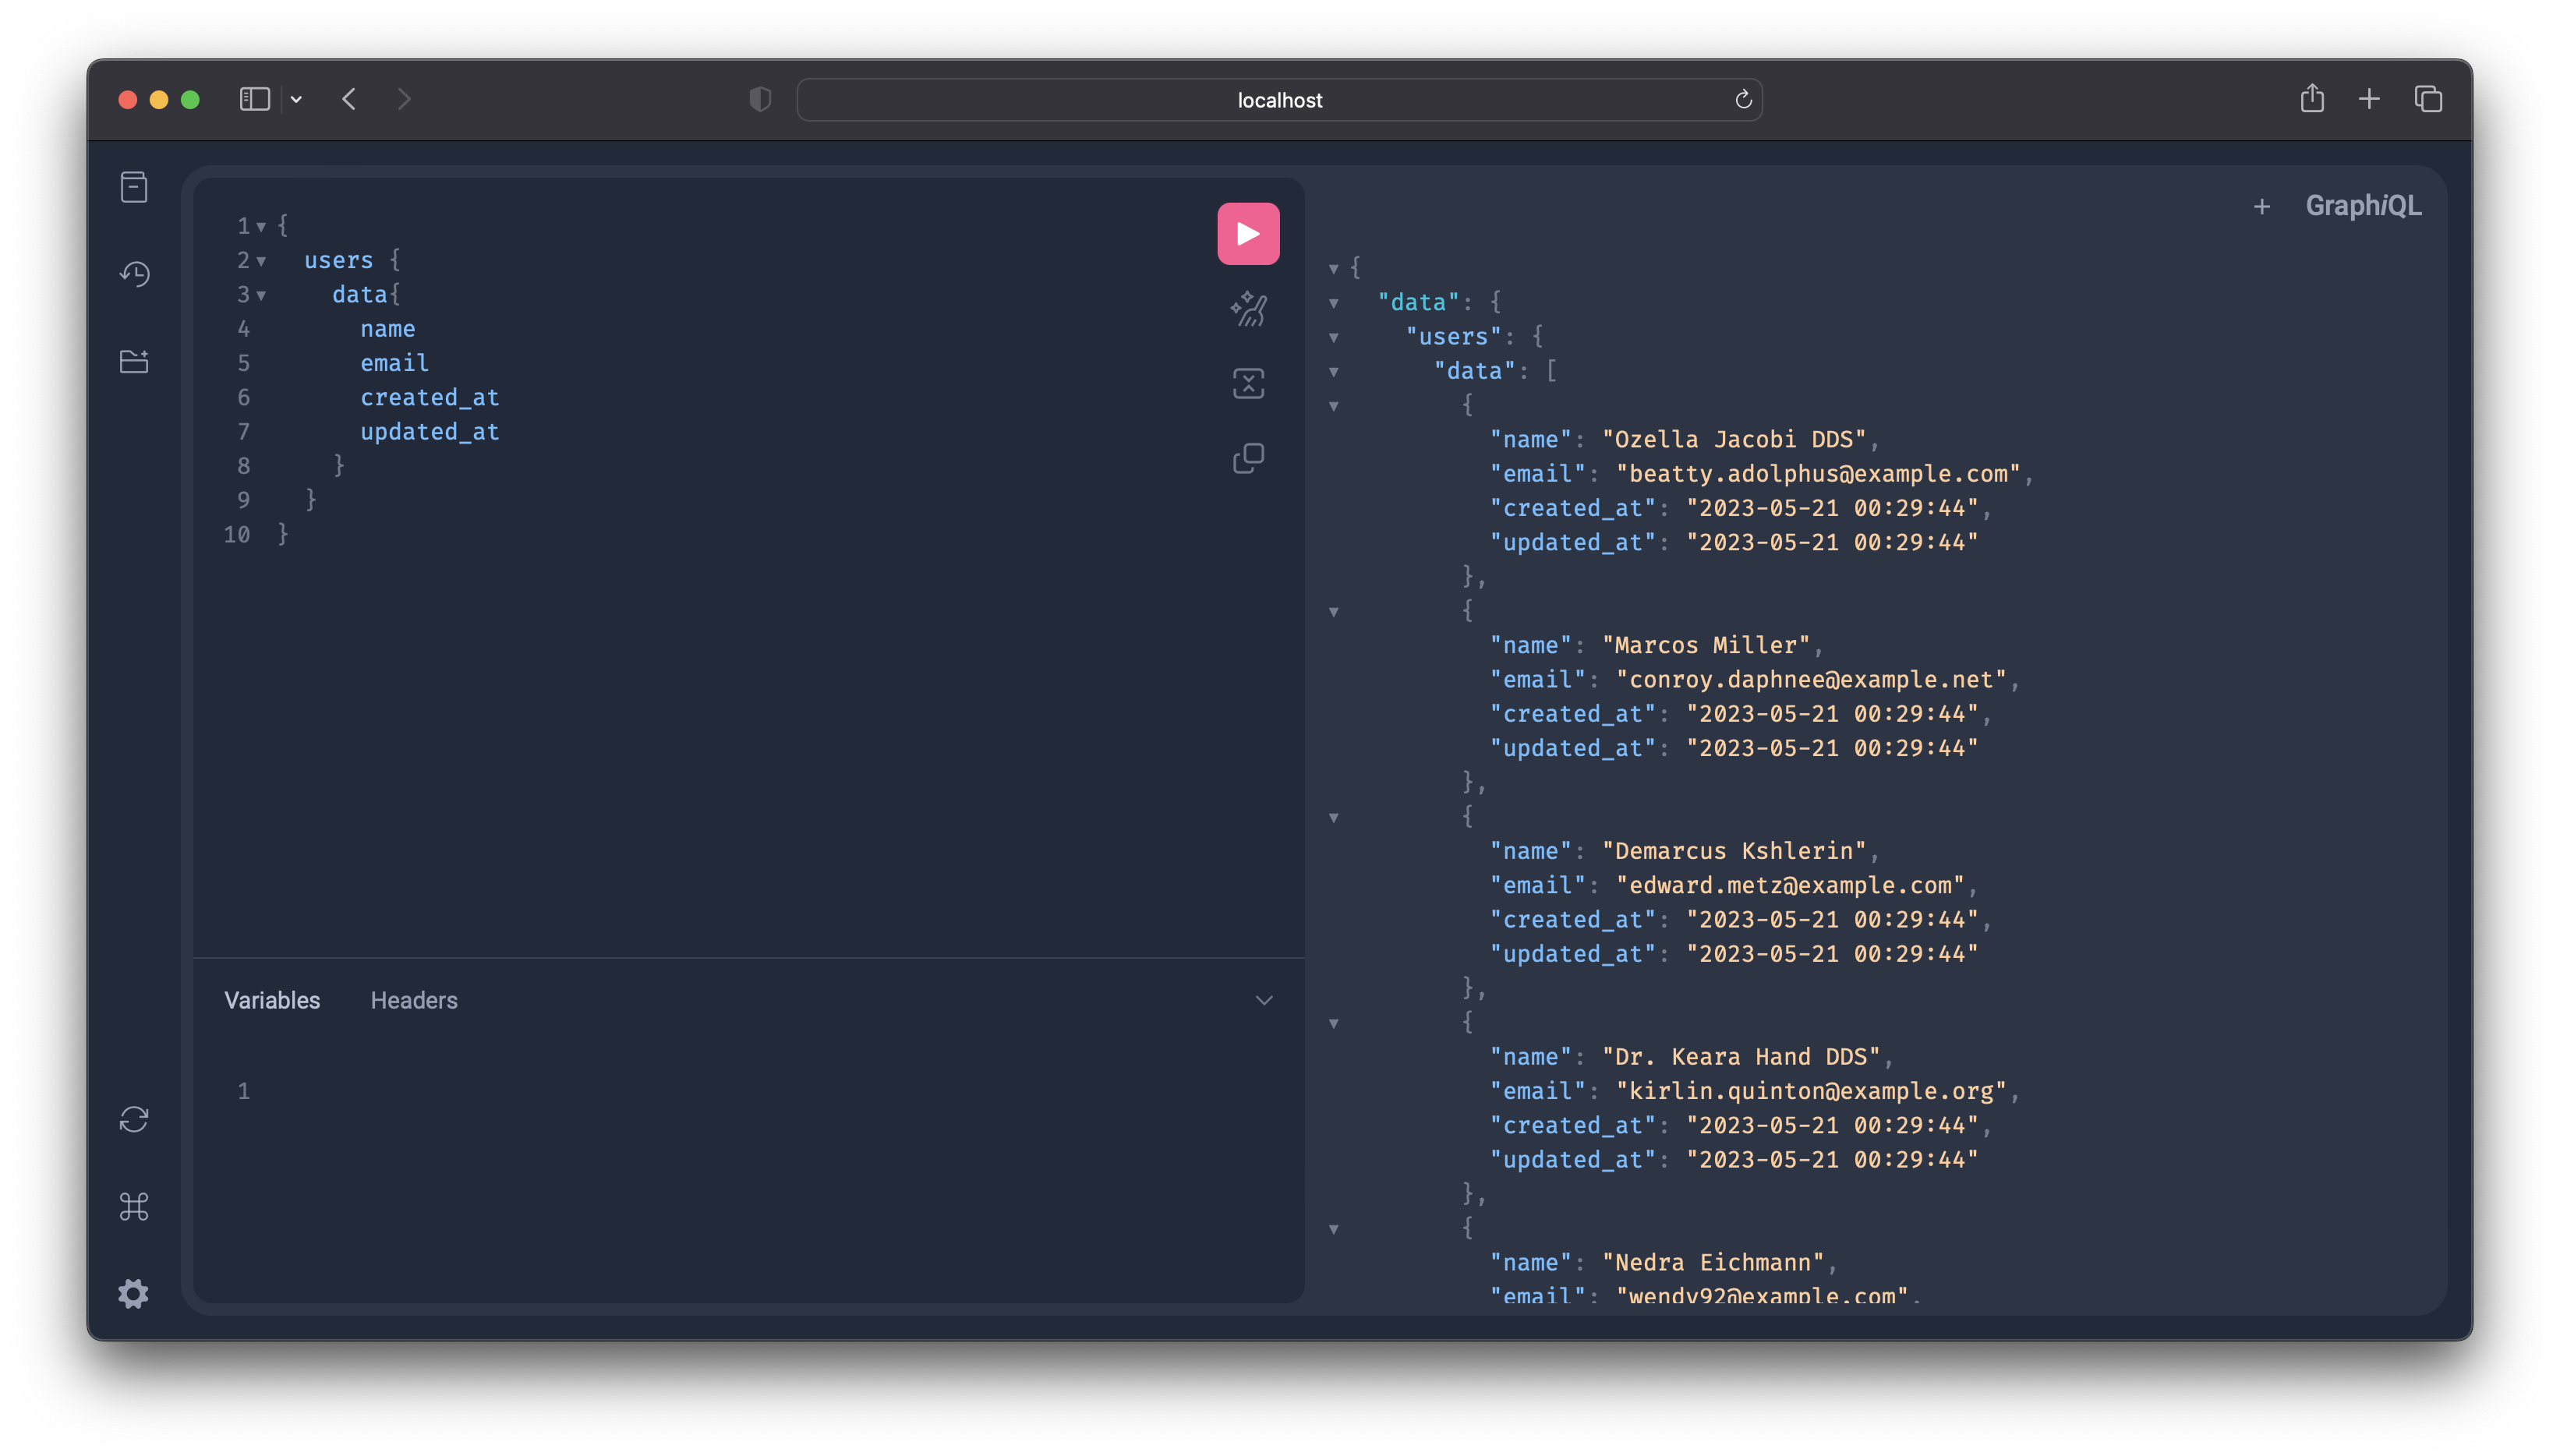 localhost
1 {
2 users {
3 data{
4 name
5 email
6 created_at
7 updated_at
8 }
9 }
10 }
Variables Headers
1
+ GraphiQL
{
"data": {
"users": {
"data": [
{
"name": "Ozella Jacobi DDS",
"email": "beatty.adolphus@example.com",
"created_at": "2023-05-21 00:29:44",
"updated_at": "2023-05-21 00:29:44"
},
{
"name": "Marcos Miller",
"email": "conroy.daphnee@example.net",
"created_at": "2023-05-21 00:29:44",
"updated_at": "2023-05-21 00:29:44"
},
{
"name": "Demarcus Kshlerin",
"email": "edward.metz@example.com",
"created_at": "2023-05-21 00:29:44",
"updated_at": "2023-05-21 00:29:44"
},
{
"name": "Dr. Keara Hand DDS",
"email": "kirlin.quinton@example.org",
"created_at": "2023-05-21 00:29:44",
"updated_at": "2023-05-21 00:29:44"
},
{
"name": "Nedra Eichmann",
"email": "wendy92@example.com",